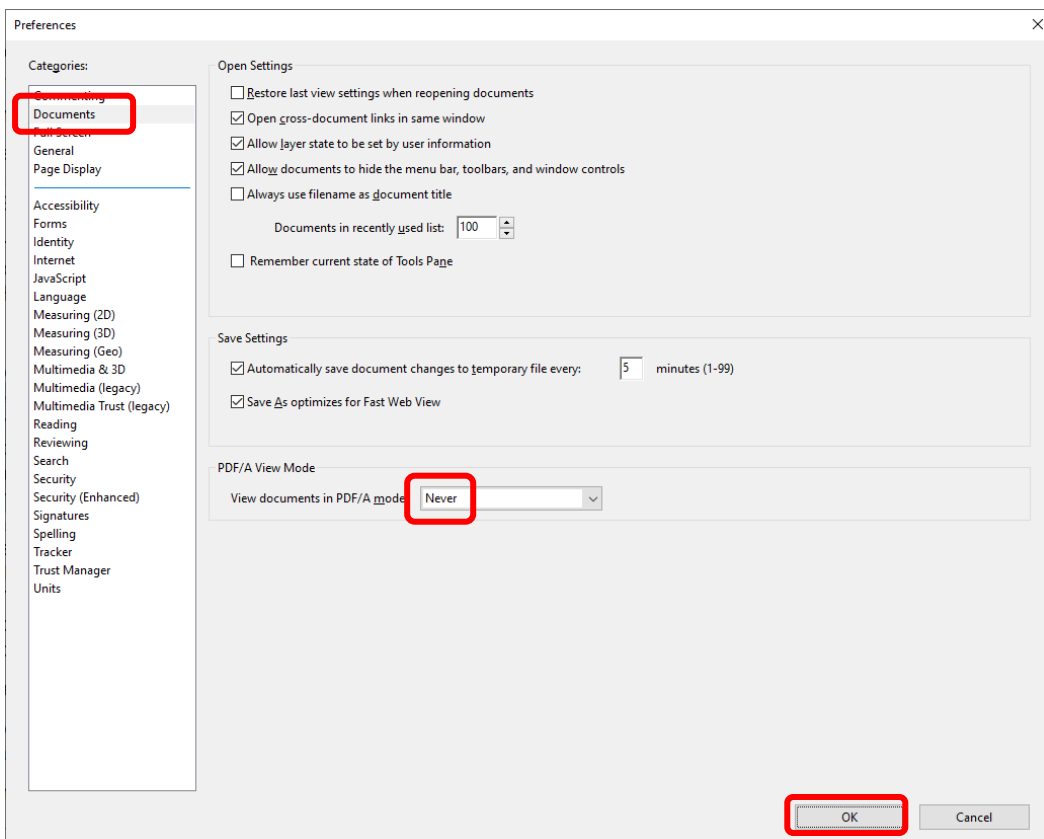 Preferences
Categories:
Commenting
Documents
Full Screen
General
Page Display
Accessibility
Forms
Identity
Internet
JavaScript
Language
Measuring (2D)
Measuring (3D)
Measuring (Geo)
Multimedia & 3D
Multimedia (legacy)
Multimedia Trust (legacy)
Reading
Reviewing
Search
Security
Security (Enhanced)
Signatures
Spelling
Tracker
Trust Manager
Units
Open Settings
Restore last view settings when reopening documents
Open cross-document links in same window
Allow layer state to be set by user information
Allow documents to hide the menu bar, toolbars, and window controls
Always use filename as document title
Documents in recently used list: 100
Remember current state of Tools Pane
Save Settings
Automatically save document changes to temporary file every: 5 minutes (1-99)
Save As optimizes for Fast Web View
PDF/A View Mode
View documents in PDF/A mode Never
OK Cancel